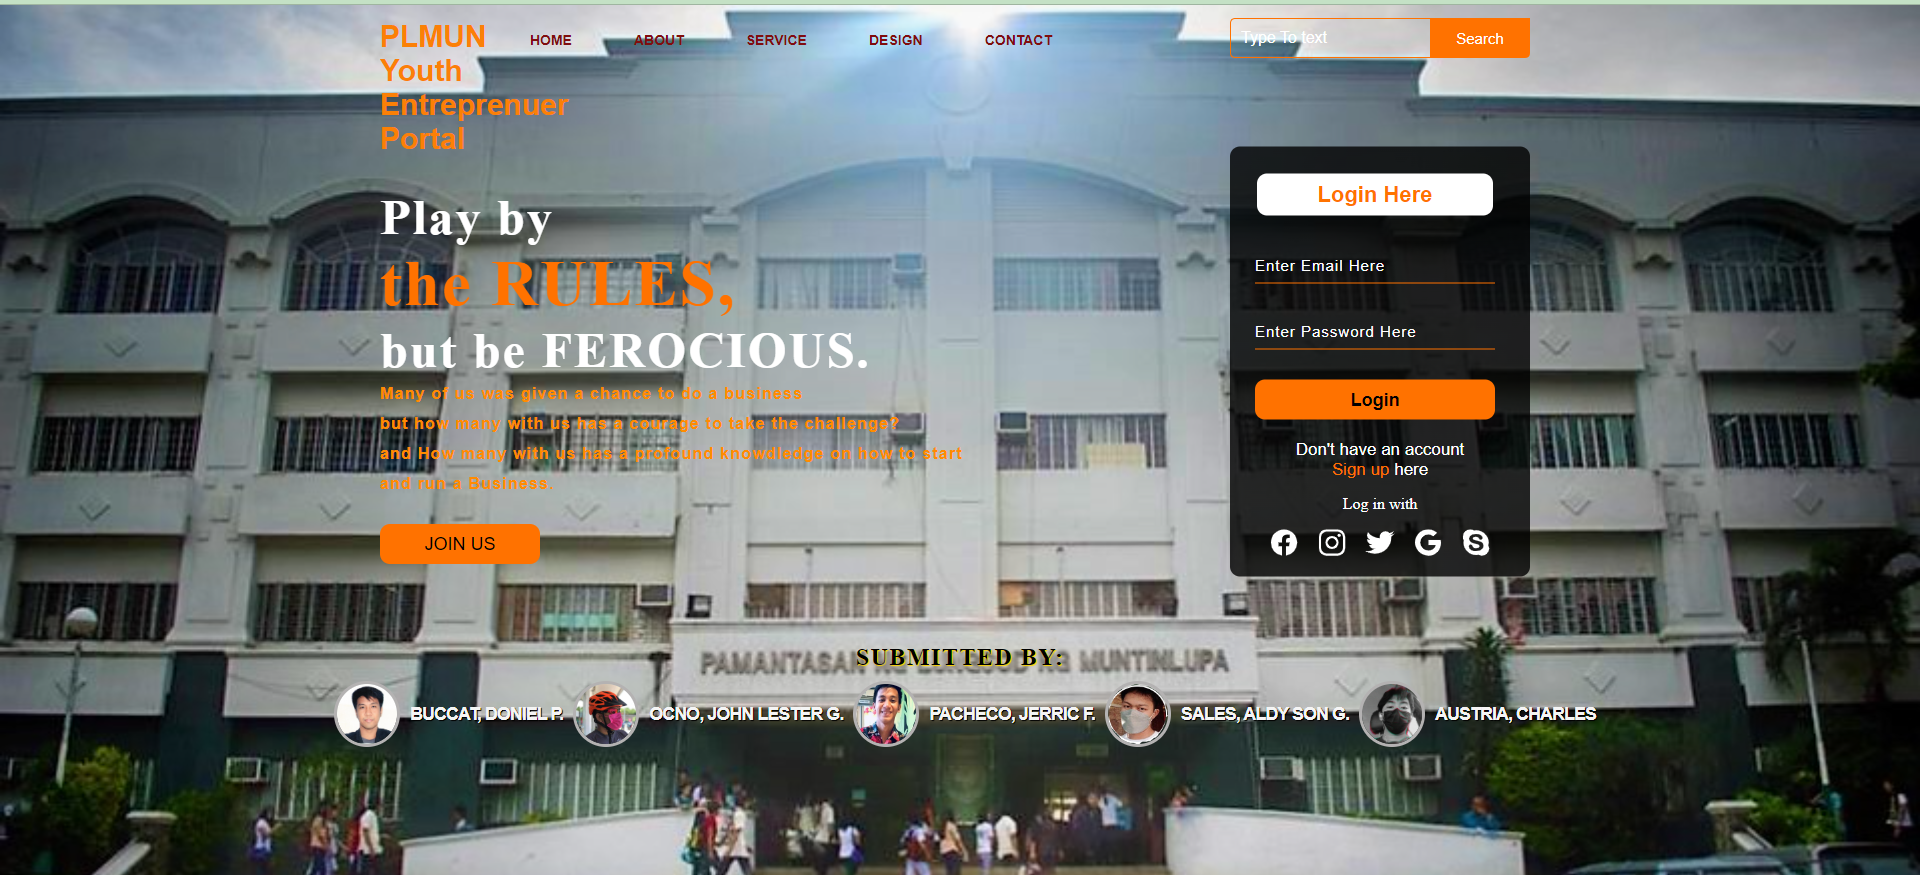 PLMUN
Youth
Entreprenuer
Portal
HOME ABOUT SERVICE DESIGN CONTACT
Type To text Search
Play by
the RULES,
but be FEROCIOUS.
Many of us was given a chance to do a business
but how many with us has a courage to take the challenge?
and How many with us has a profound knowdledge on how to start
and run a Business.
JOIN US
Login Here
Enter Email Here
Enter Password Here
Login
Don't have an account
Sign up here
Log in with
SUBMITTED BY:
PAMANTASAN MUNTINLUPA
BUCCAT, DONIEL P. OCNO, JOHN LESTER G. PACHECO, JERRIC F. SALES, ALDY SON G. AUSTRIA, CHARLES